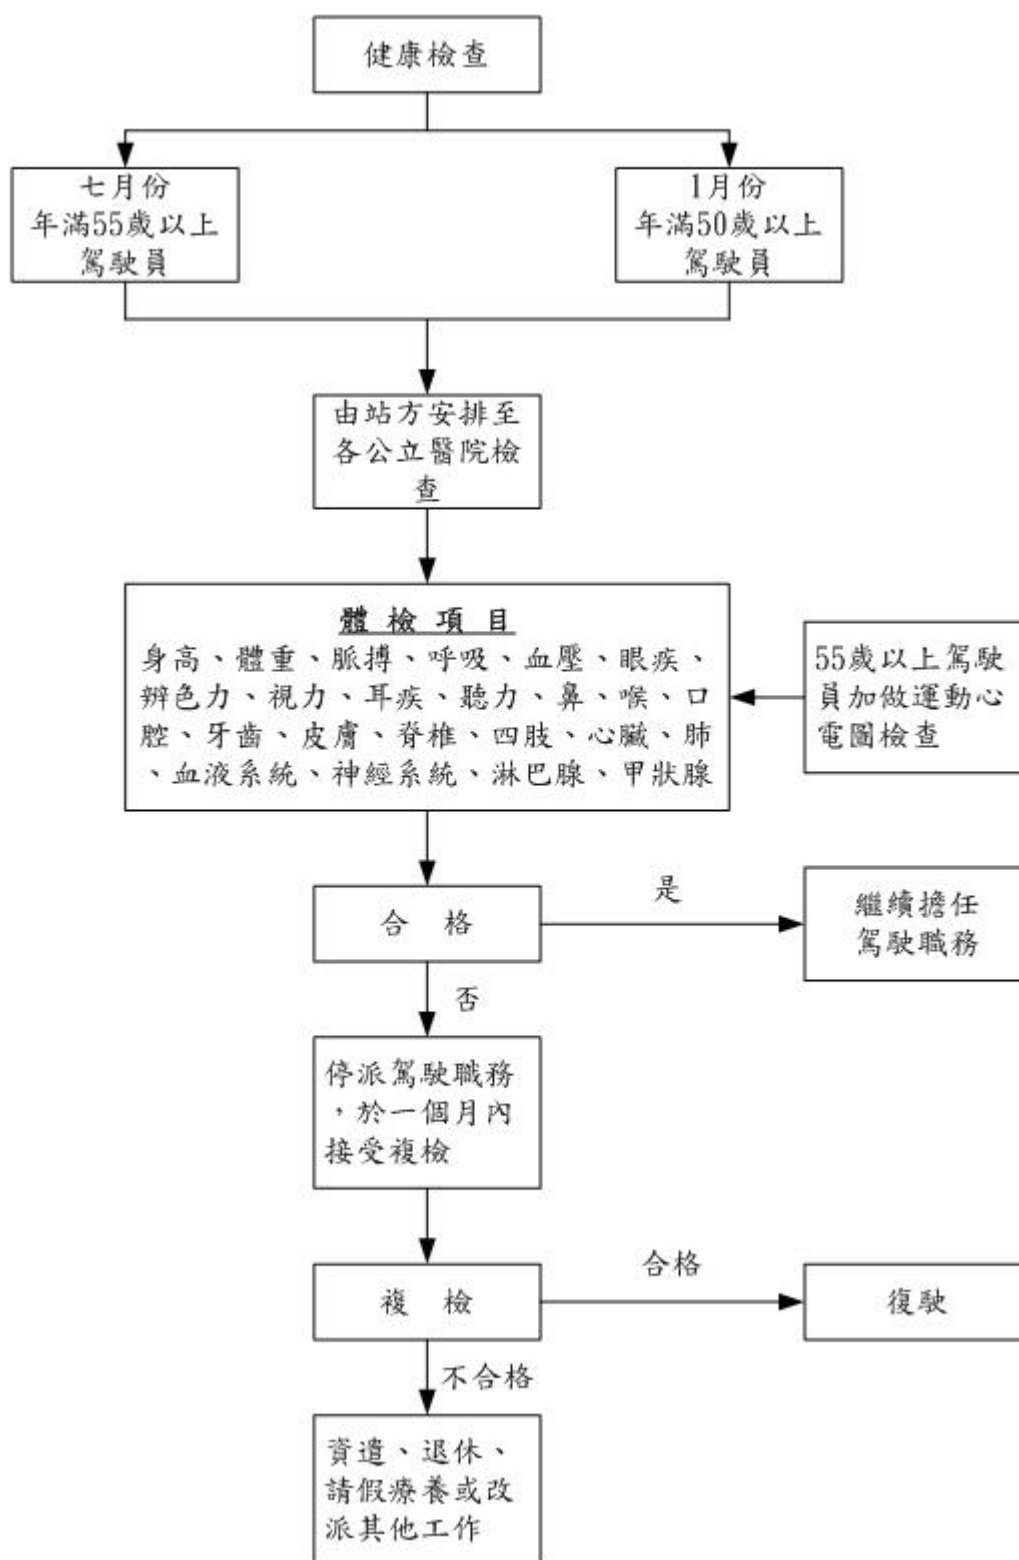 健康檢查
七月份
年滿55歲以上
駕駛員
1月份
年滿50歲以上
駕駛員
由站方安排至
各公立醫院檢
查
體檢項目
身高、體重、脈搏、呼吸、血壓、眼疾、
辨色力、視力、耳疾、聽力、鼻、喉、口
腔、牙齒、皮膚、脊椎、四肢、心臟、肺
、血液系統、神經系統、淋巴腺、甲狀腺
55歲以上駕駛
員加做運動心
電圖檢查
合格
是
繼續擔任
駕駛職務
否
停派駕駛職務
，於一個月內
接受複檢
複檢
合格
復駛
不合格
資遣、退休、
請假療養或改
派其他工作